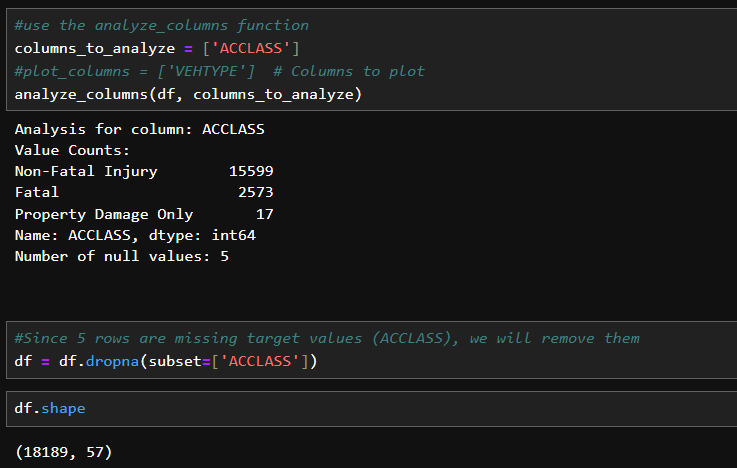 #use the analyze_columns function
columns_to_analyze = ['ACCLASS']
#plot_columns = ['VEHTYPE']  # Columns to plot
analyze_columns(df, columns_to_analyze)
Analysis for column: ACCLASS
Value Counts:
Non-Fatal Injury        15599
Fatal                    2573
Property Damage Only       17
Name: ACCLASS, dtype: int64
Number of null values: 5
#Since 5 rows are missing target values (ACCLASS), we will remove them
df = df.dropna(subset=['ACCLASS'])
df.shape
(18189, 57)